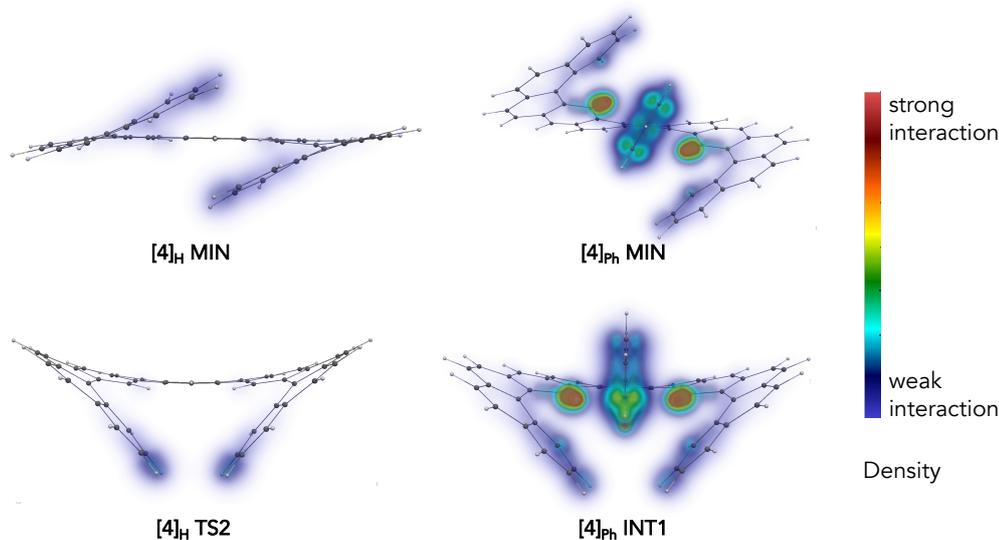 strong
interaction
[4]H MIN
[4]Ph MIN
weak
interaction
Density
[4]H TS2
[4]Ph INT1